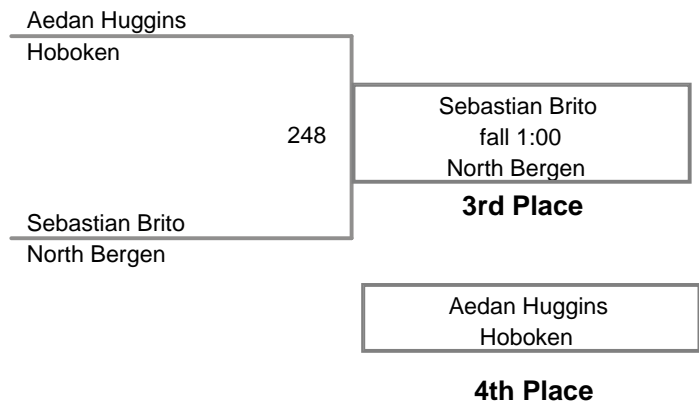 Aedan Huggins
Hoboken
248
Sebastian Brito
fall 1:00
North Bergen
3rd Place
Sebastian Brito
North Bergen
Aedan Huggins
Hoboken
4th Place